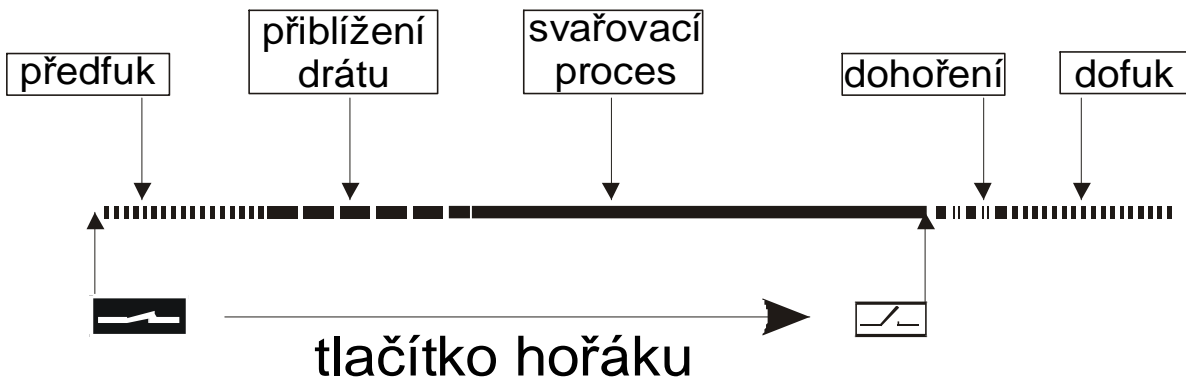 předfuk
přiblížení
drátu
svařovací
proces
dohoření
dofuk
tlačítko hořáku